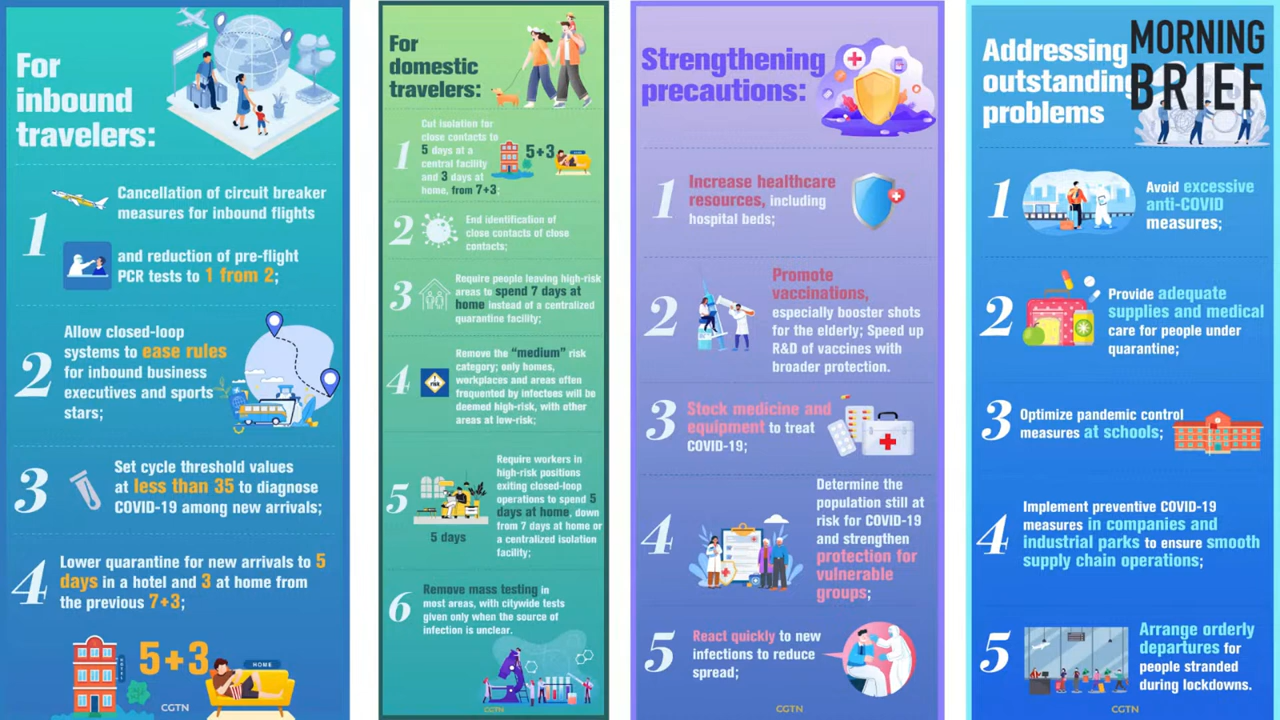 For
inbound
travelers:
1
Cancellation of circuit breaker
measures for inbound flights
and reduction of pre-flight
PCR tests to 1 from 2;
2
Allow closed-loop
systems to ease rules
for inbound business
executives and sports
stars;
3
Set cycle threshold values
at less than 35 to diagnose
COVID-19 among new arrivals;
4
Lower quarantine for new arrivals to 5
days in a hotel and 3 at home from
the previous 7+3;
5+3
HOME
CGTN
For
domestic
travelers:
1
Cut isolation for
close contacts to
5 days at a
central facility
and 3 days at
home, from 7+3;
5+3
2
End identification of
close contacts of close
contacts;
3
Require people leaving high-risk
areas to spend 7 days at
home instead of a centralized
quarantine facility;
4
Remove the “medium” risk
category; only homes,
workplaces and areas often
frequented by infectees will be
deemed high-risk, with other
areas at low-risk;
5
Require workers in
high-risk positions
exiting closed-loop
operations to spend 5
days at home, down
from 7 days at home or
a centralized isolation
facility;
5 days
6
Remove mass testing in
most areas, with citywide tests
given only when the source of
infection is unclear.
CGTN
Strengthening
precautions:
1
Increase healthcare
resources, including
hospital beds;
2
Promote
vaccinations,
especially booster shots
for the elderly; Speed up
R&D of vaccines with
broader protection.
3
Stock medicine and
equipment to treat
COVID-19;
4
Determine the
population still at
risk for COVID-19
and strengthen
protection for
vulnerable
groups;
5
React quickly to new
infections to reduce
spread;
CGTN
Addressing
outstanding
problems
MORNING
BRIEF
1
Avoid excessive
anti-COVID
measures;
2
Provide adequate
supplies and medical
care for people under
quarantine;
3
Optimize pandemic control
measures at schools;
4
Implement preventive COVID-19
measures in companies and
industrial parks to ensure smooth
supply chain operations;
5
Arrange orderly
departures for
people stranded
during lockdowns.
CGTN